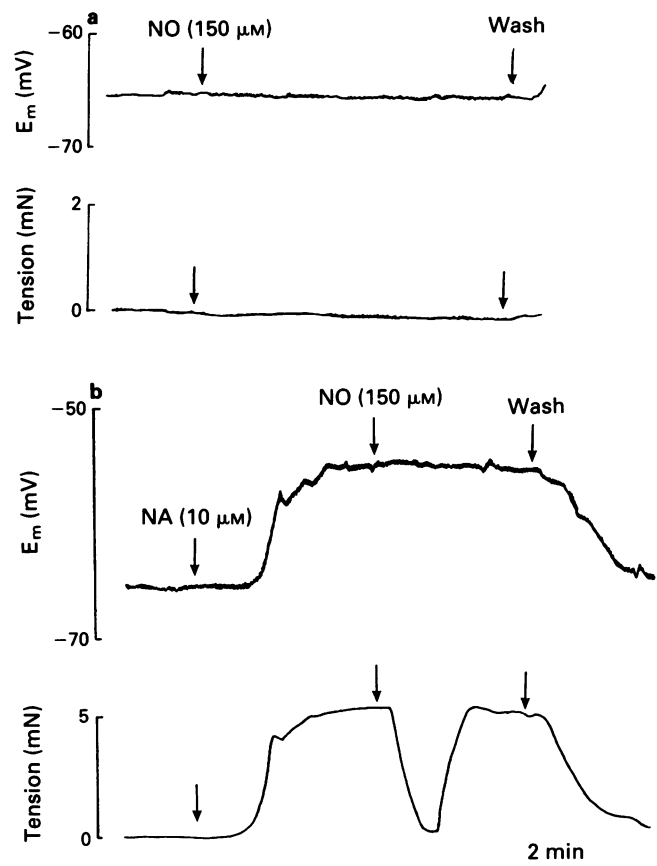 a
NO (150 μM)
Wash
−60
−70
Em (mV)
2
0
Tension (mN)
b
NO (150 μM)
Wash
NA (10 μM)
−50
−70
Em (mV)
5
0
Tension (mN)
2 min